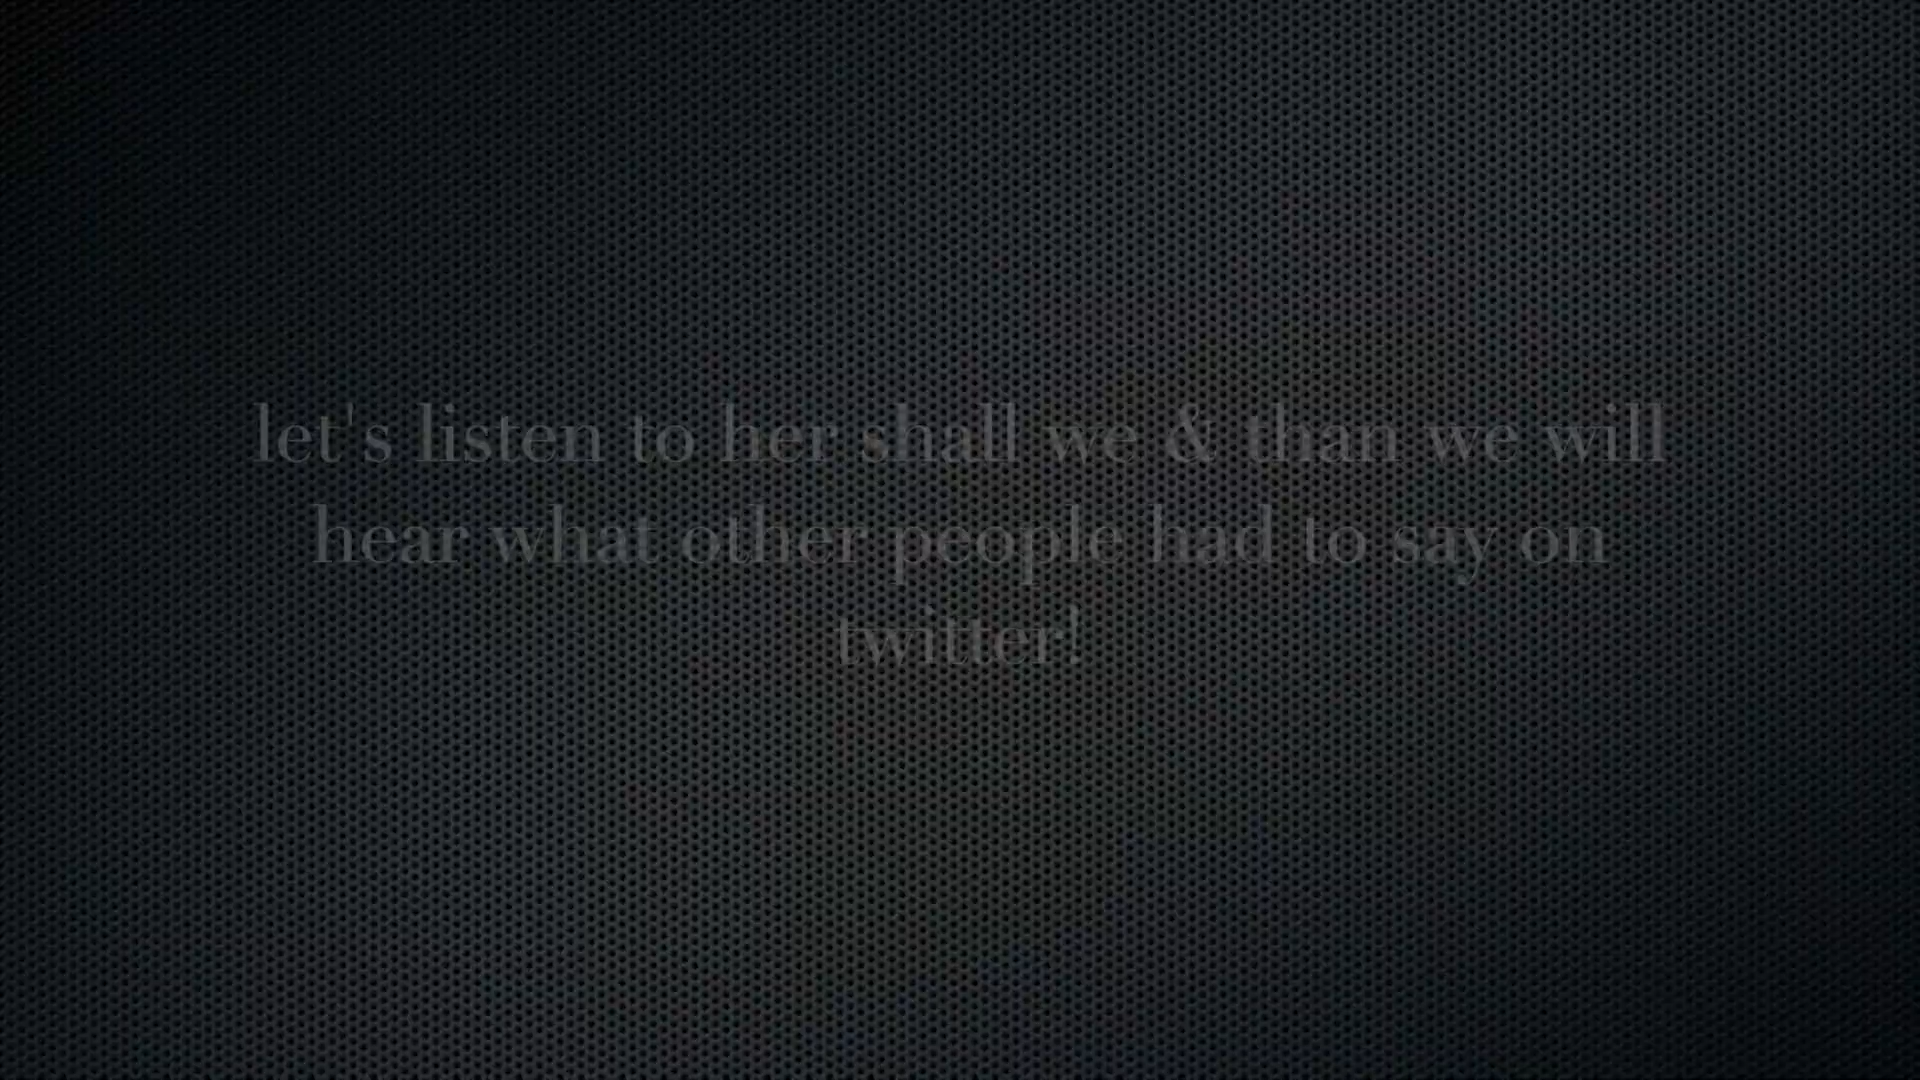 let's listen to her shall we & than we will
hear what other people had to say on
twitter!